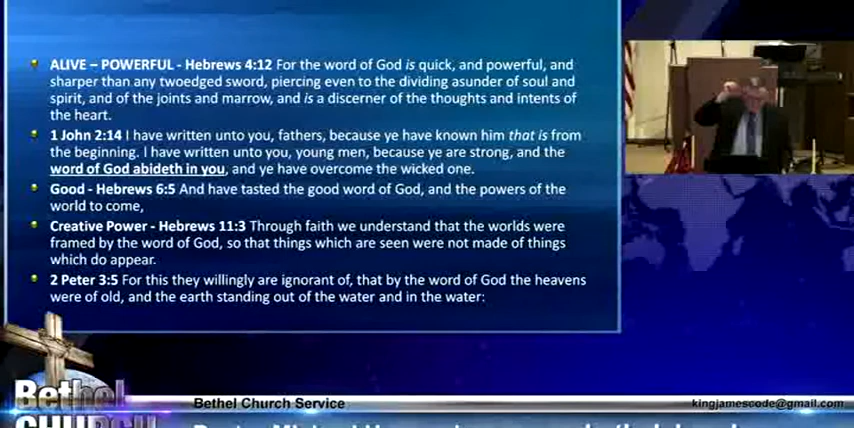 ALIVE – POWERFUL - Hebrews 4:12 For the word of God is quick, and powerful, and
sharper than any twoedged sword, piercing even to the dividing asunder of soul and
spirit, and of the joints and marrow, and is a discerner of the thoughts and intents of
the heart.
1 John 2:14 I have written unto you, fathers, because ye have known him that is from
the beginning. I have written unto you, young men, because ye are strong, and the
word of God abideth in you, and ye have overcome the wicked one.
Good - Hebrews 6:5 And have tasted the good word of God, and the powers of the
world to come,
Creative Power - Hebrews 11:3 Through faith we understand that the worlds were
framed by the word of God, so that things which are seen were not made of things
which do appear.
2 Peter 3:5 For this they willingly are ignorant of, that by the word of God the heavens
were of old, and the earth standing out of the water and in the water:
Bethel
CHURCH
Bethel Church Service
kingjamescode@gmail.com